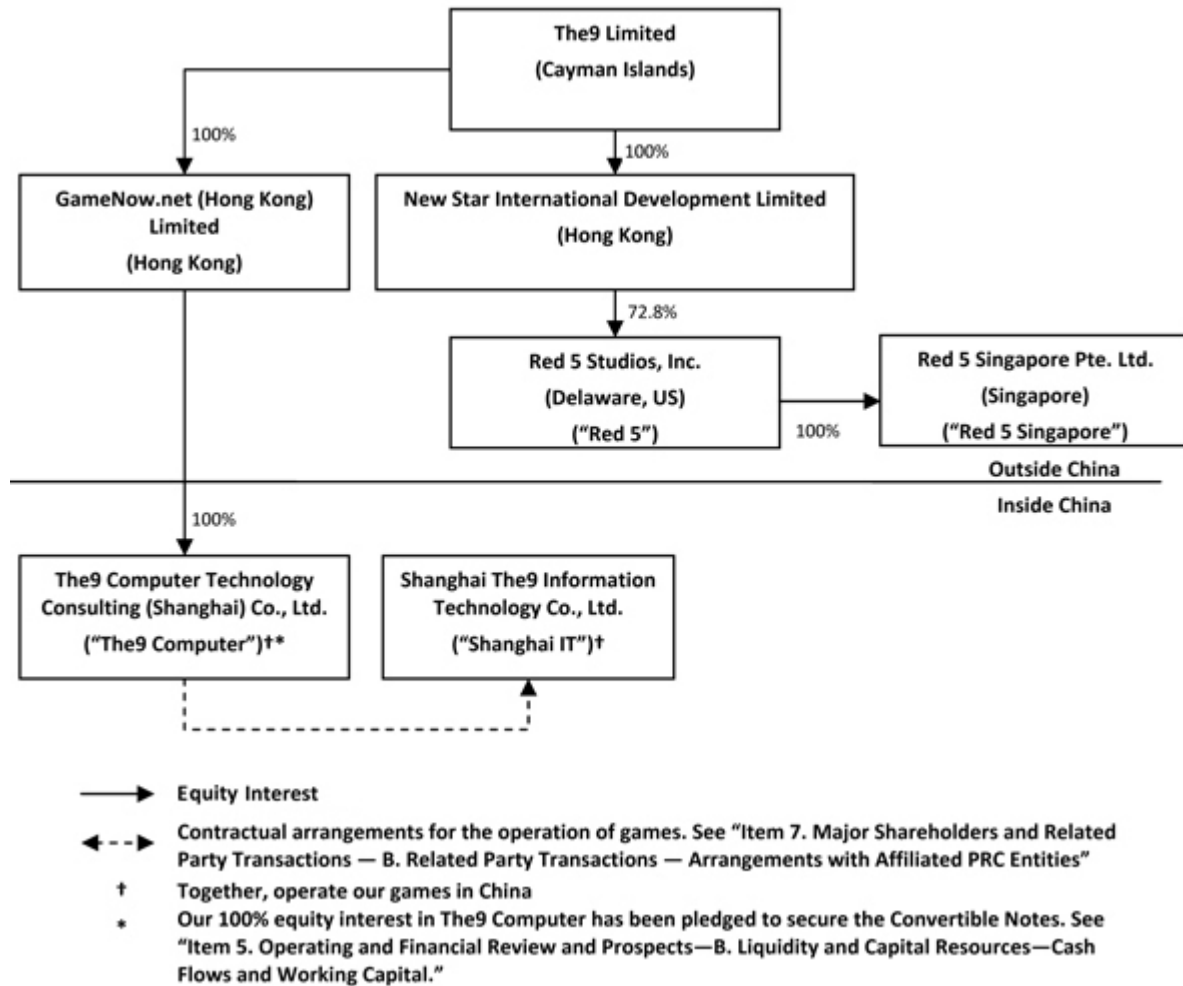 The9 Limited
(Cayman Islands)
100%
100%
GameNow.net (Hong Kong)
Limited
(Hong Kong)
New Star International Development Limited
(Hong Kong)
72.8%
Red 5 Studios, Inc.
(Delaware, US)
(“Red 5”)
100%
Red 5 Singapore Pte. Ltd.
(Singapore)
(“Red 5 Singapore”)
Outside China
Inside China
100%
The9 Computer Technology
Consulting (Shanghai) Co., Ltd.
(“The9 Computer”)†*
Shanghai The9 Information
Technology Co., Ltd.
(“Shanghai IT”)†
Equity Interest
Contractual arrangements for the operation of games. See “Item 7. Major Shareholders and Related
Party Transactions — B. Related Party Transactions — Arrangements with Affiliated PRC Entities”
† Together, operate our games in China
* Our 100% equity interest in The9 Computer has been pledged to secure the Convertible Notes. See
“Item 5. Operating and Financial Review and Prospects—B. Liquidity and Capital Resources—Cash
Flows and Working Capital.”